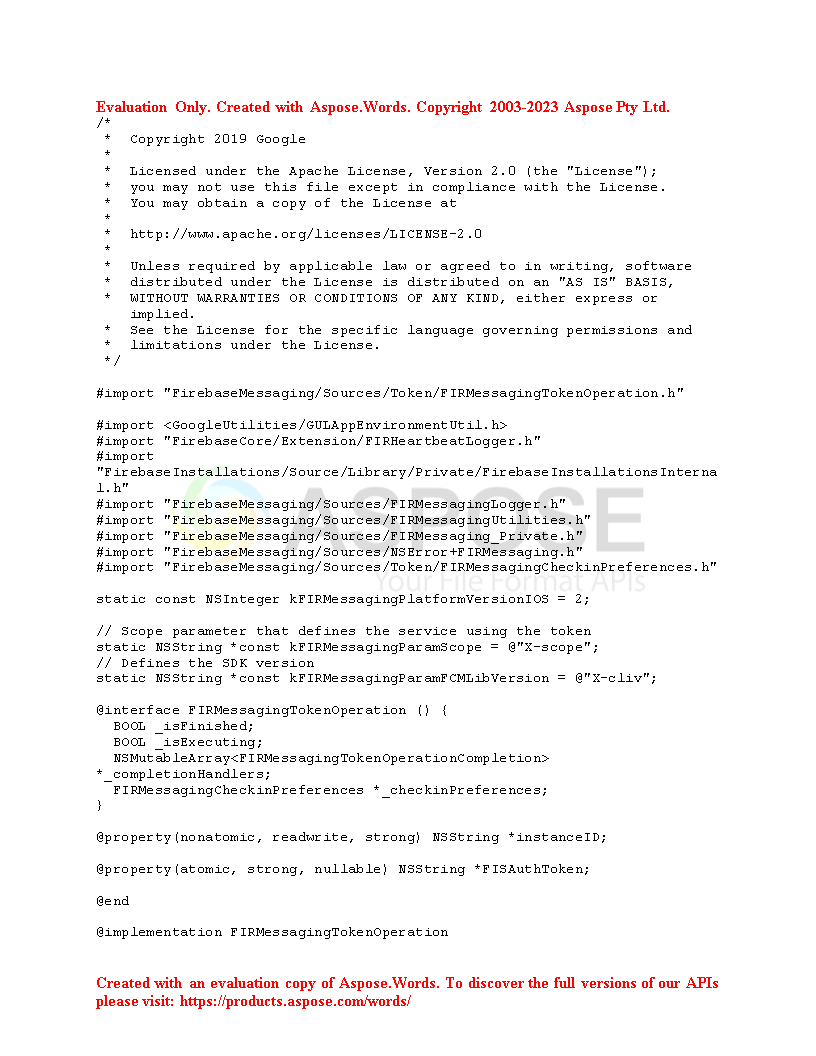 Evaluation Only. Created with Aspose.Words. Copyright 2003-2023 Aspose Pty Ltd.
/*
 *  Copyright 2019 Google
 *
 *  Licensed under the Apache License, Version 2.0 (the "License");
 *  you may not use this file except in compliance with the License.
 *  You may obtain a copy of the License at
 *
 *  http://www.apache.org/licenses/LICENSE-2.0
 *
 *  Unless required by applicable law or agreed to in writing, software
 *  distributed under the License is distributed on an "AS IS" BASIS,
 *  WITHOUT WARRANTIES OR CONDITIONS OF ANY KIND, either express or
    implied.
 *  See the License for the specific language governing permissions and
 *  limitations under the License.
 */

#import "FirebaseMessaging/Sources/Token/FIRMessagingTokenOperation.h"

#import <GoogleUtilities/GULAppEnvironmentUtil.h>
#import "FirebaseCore/Extension/FIRHeartbeatLogger.h"
#import
"FirebaseInstallations/Source/Library/Private/FirebaseInstallationsInterna
l.h"
#import "FirebaseMessaging/Sources/FIRMessagingLogger.h"
#import "FirebaseMessaging/Sources/FIRMessagingUtilities.h"
#import "FirebaseMessaging/Sources/FIRMessaging_Private.h"
#import "FirebaseMessaging/Sources/NSError+FIRMessaging.h"
#import "FirebaseMessaging/Sources/Token/FIRMessagingCheckinPreferences.h"
ASPOSE
Your File Format APIs

static const NSInteger kFIRMessagingPlatformVersionIOS = 2;

// Scope parameter that defines the service using the token
static NSString *const kFIRMessagingParamScope = @"X-scope";
// Defines the SDK version
static NSString *const kFIRMessagingParamFCMLibVersion = @"X-cliv";

@interface FIRMessagingTokenOperation () {
  BOOL _isFinished;
  BOOL _isExecuting;
  NSMutableArray<FIRMessagingTokenOperationCompletion>
*_completionHandlers;
  FIRMessagingCheckinPreferences *_checkinPreferences;
}

@property(nonatomic, readwrite, strong) NSString *instanceID;

@property(atomic, strong, nullable) NSString *FISAuthToken;

@end

@implementation FIRMessagingTokenOperation

Created with an evaluation copy of Aspose.Words. To discover the full versions of our APIs
please visit: https://products.aspose.com/words/